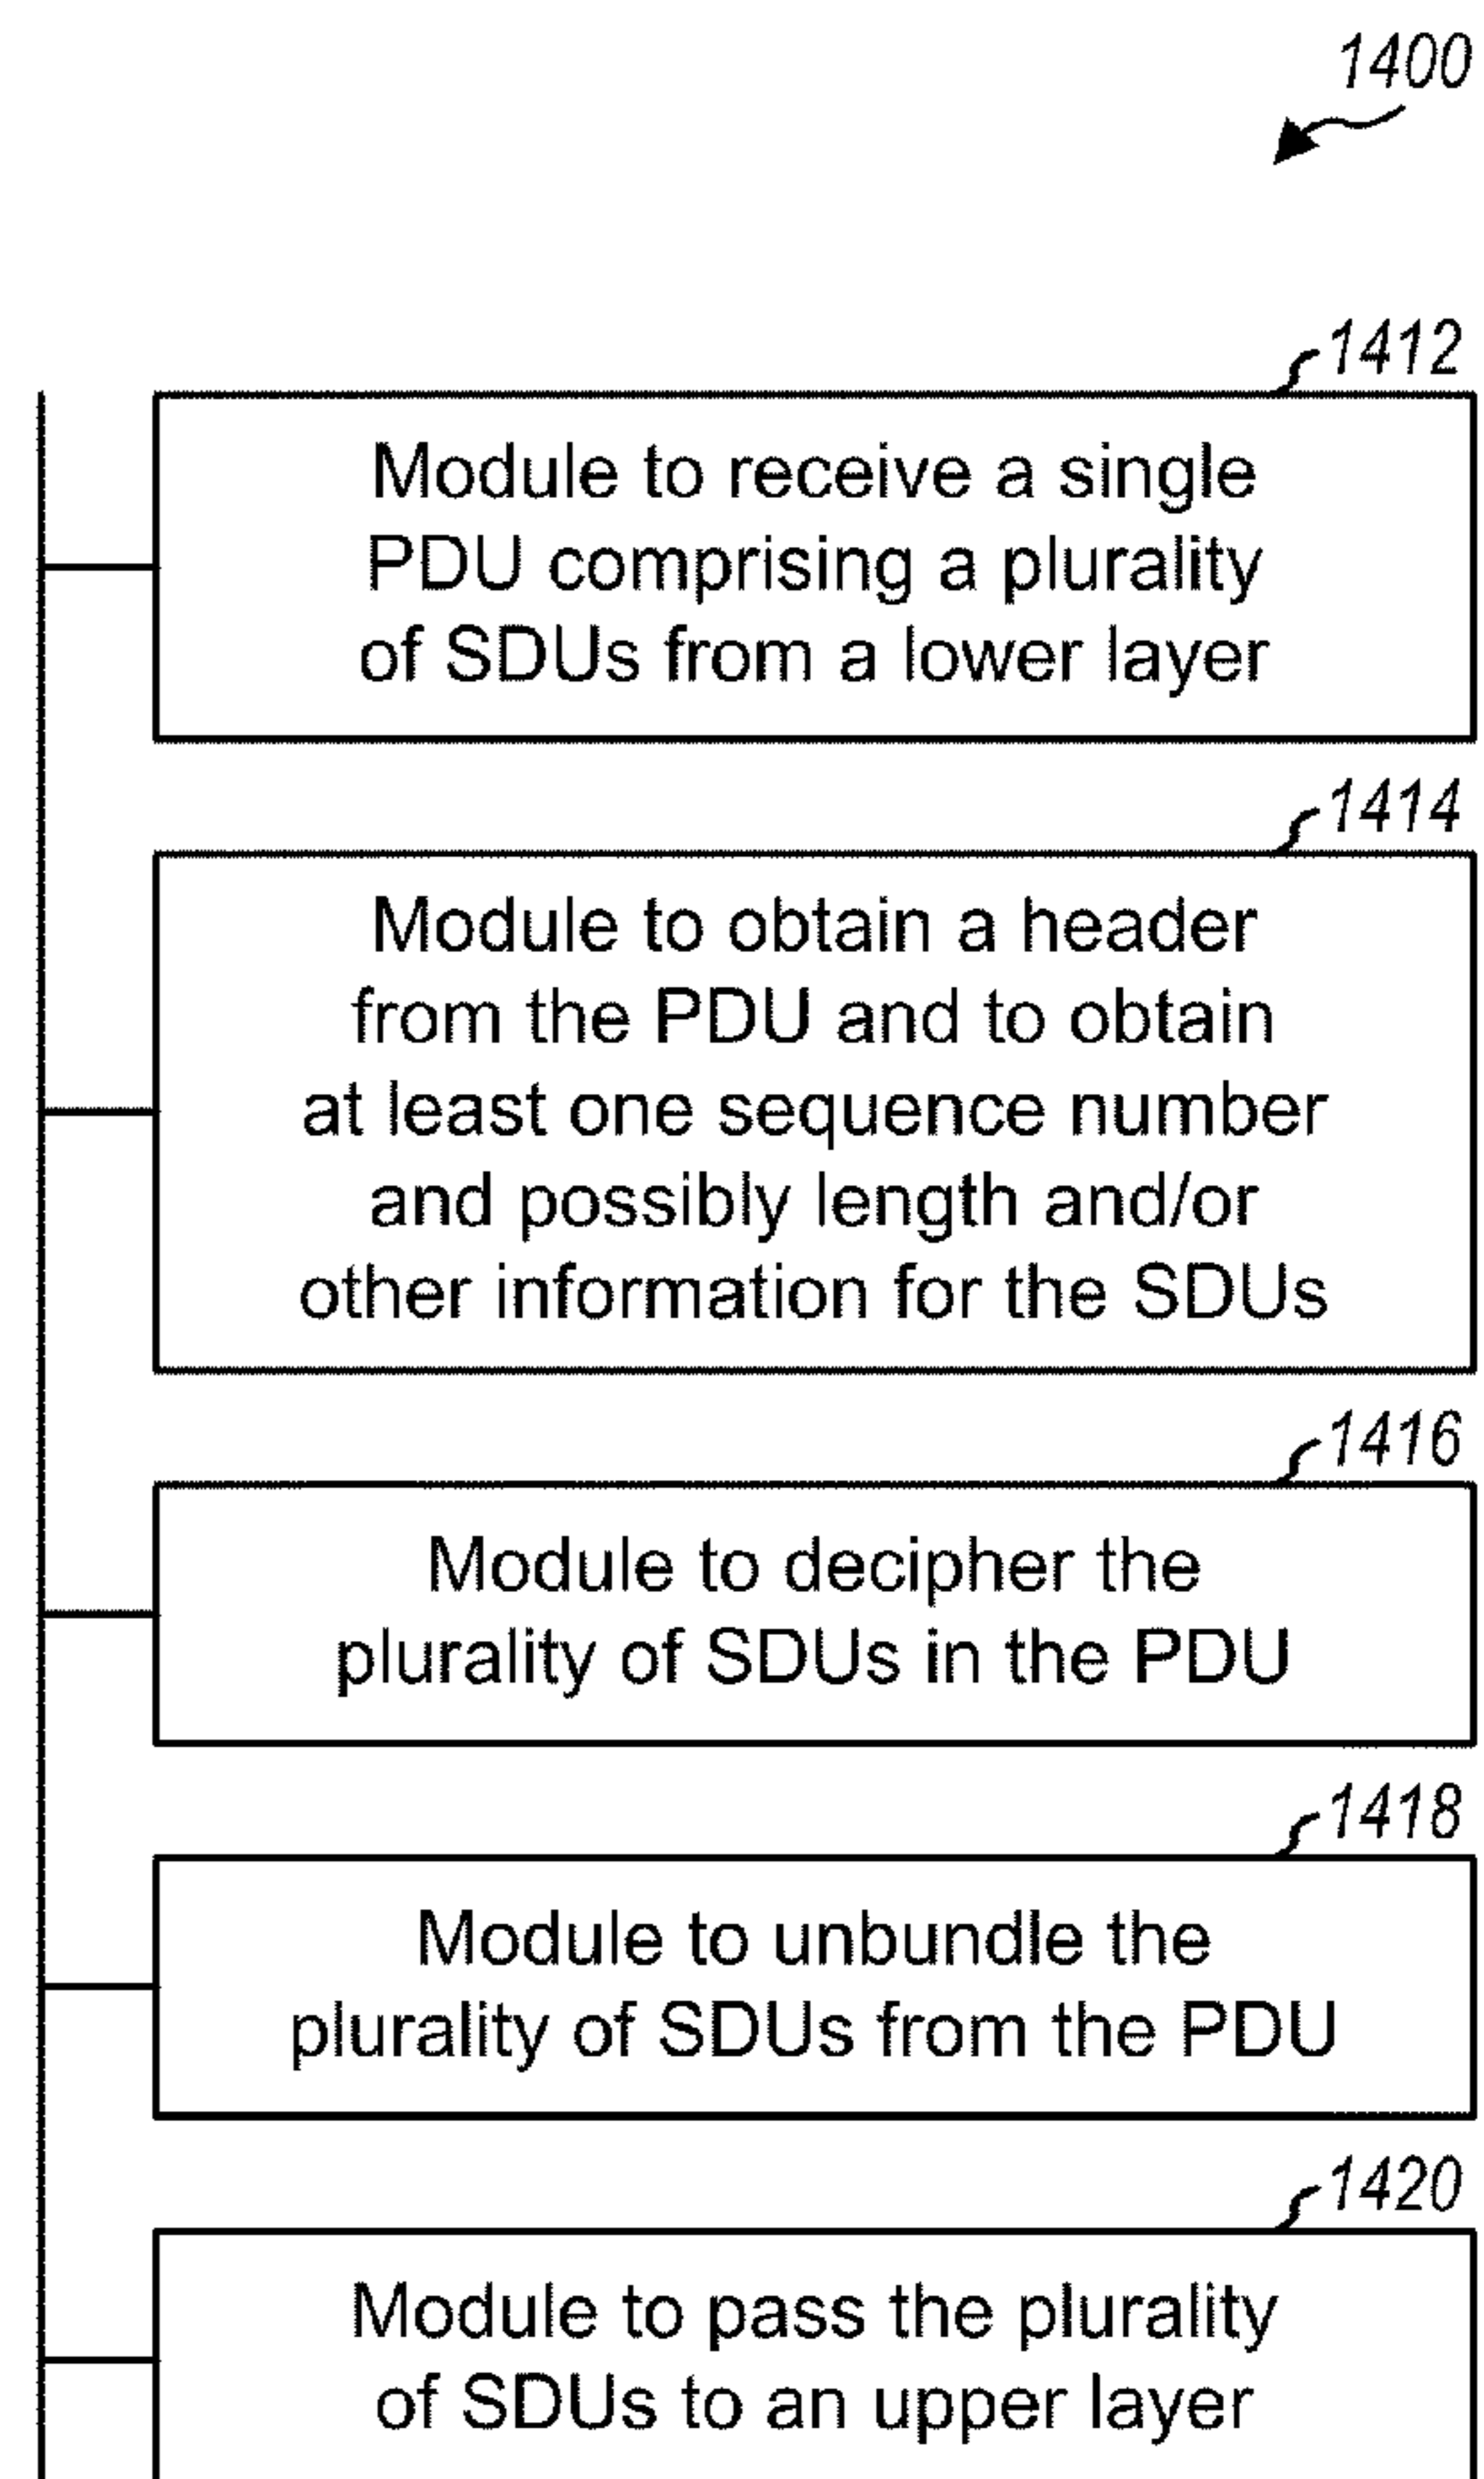 1400
1412
Module to receive a single
PDU comprising a plurality
of SDUs from a lower layer
1414
Module to obtain a header
from the PDU and to obtain
at least one sequence number
and possibly length and/or
other information for the SDUs
1416
Module to decipher the
plurality of SDUs in the PDU
1418
Module to unbundle the
plurality of SDUs from the PDU
1420
Module to pass the plurality
of SDUs to an upper layer